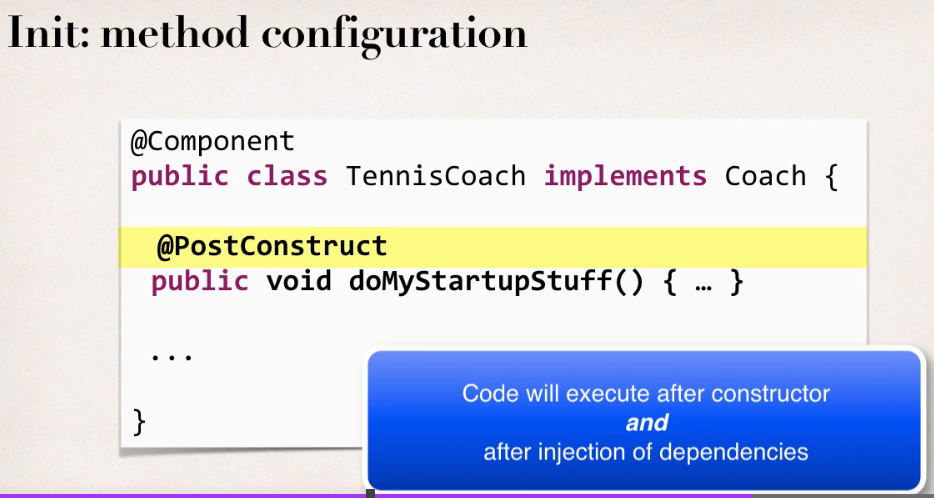 Init: method configuration
@Component
public class TennisCoach implements Coach {
@PostConstruct
public void doMyStartupStuff() { … }
...
}
Code will execute after constructor
and
after injection of dependencies